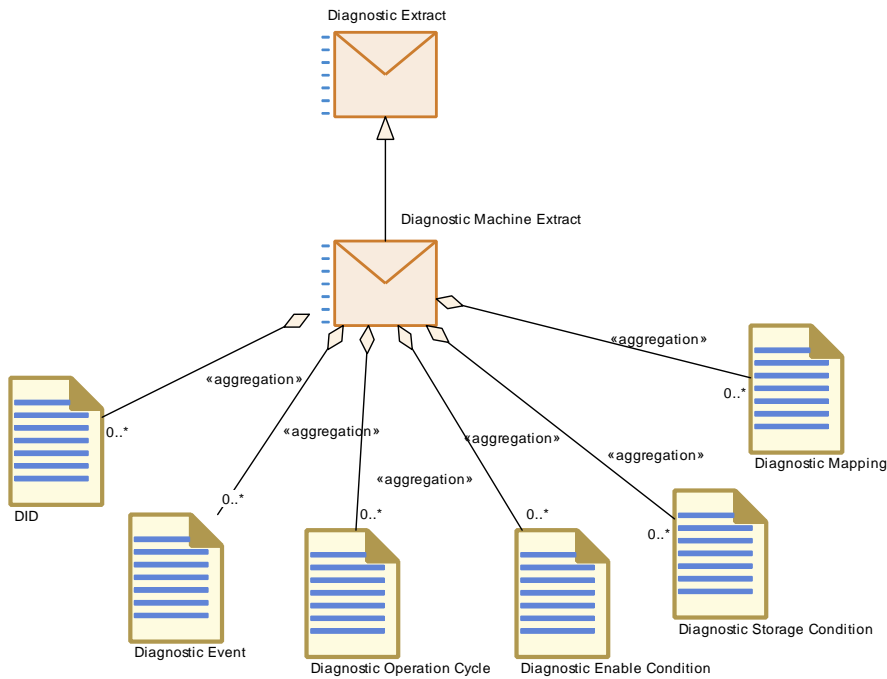 Diagnostic Extract
Diagnostic Machine Extract
«aggregation»
«aggregation»
0..*
0..*
«aggregation»
«aggregation»
«aggregation»
Diagnostic Mapping
«aggregation»
0..*
0..*
0..*
0..*
DID
Diagnostic Storage Condition
Diagnostic Event
Diagnostic Operation Cycle
Diagnostic Enable Condition